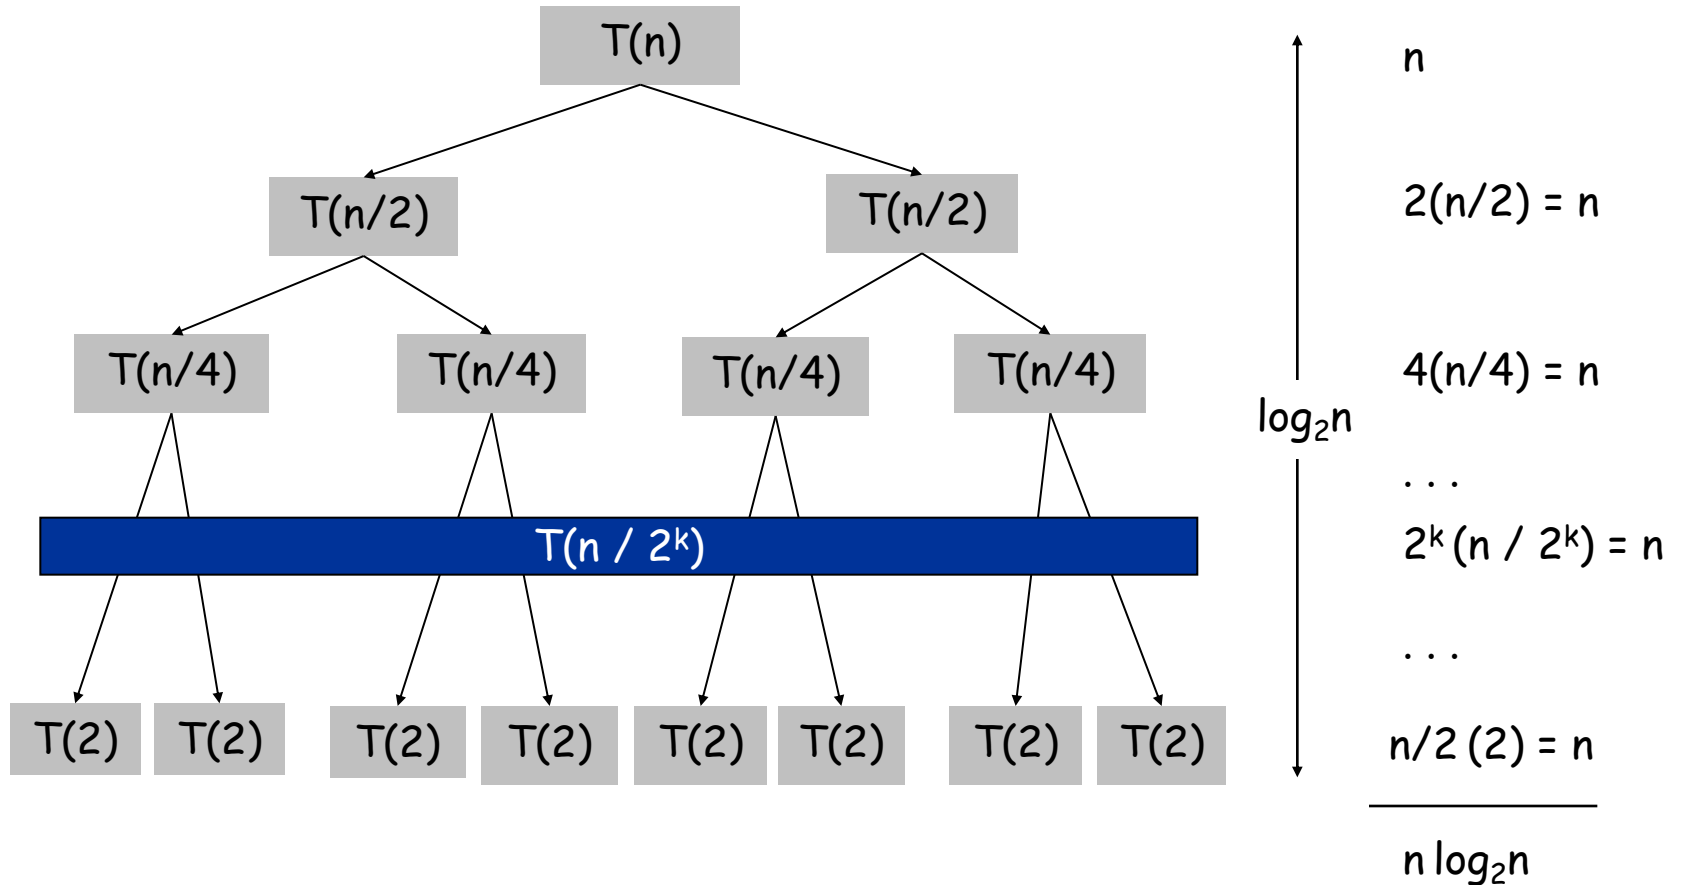 T(n)
n
T(n/2)
T(n/2)
2(n/2) = n
T(n/4)
T(n/4)
T(n/4)
T(n/4)
4(n/4) = n
log₂n
. . .
T(n / 2ᵏ)
2ᵏ (n / 2ᵏ) = n
. . .
T(2)
T(2)
T(2)
T(2)
T(2)
T(2)
T(2)
T(2)
n/2 (2) = n
n log₂n